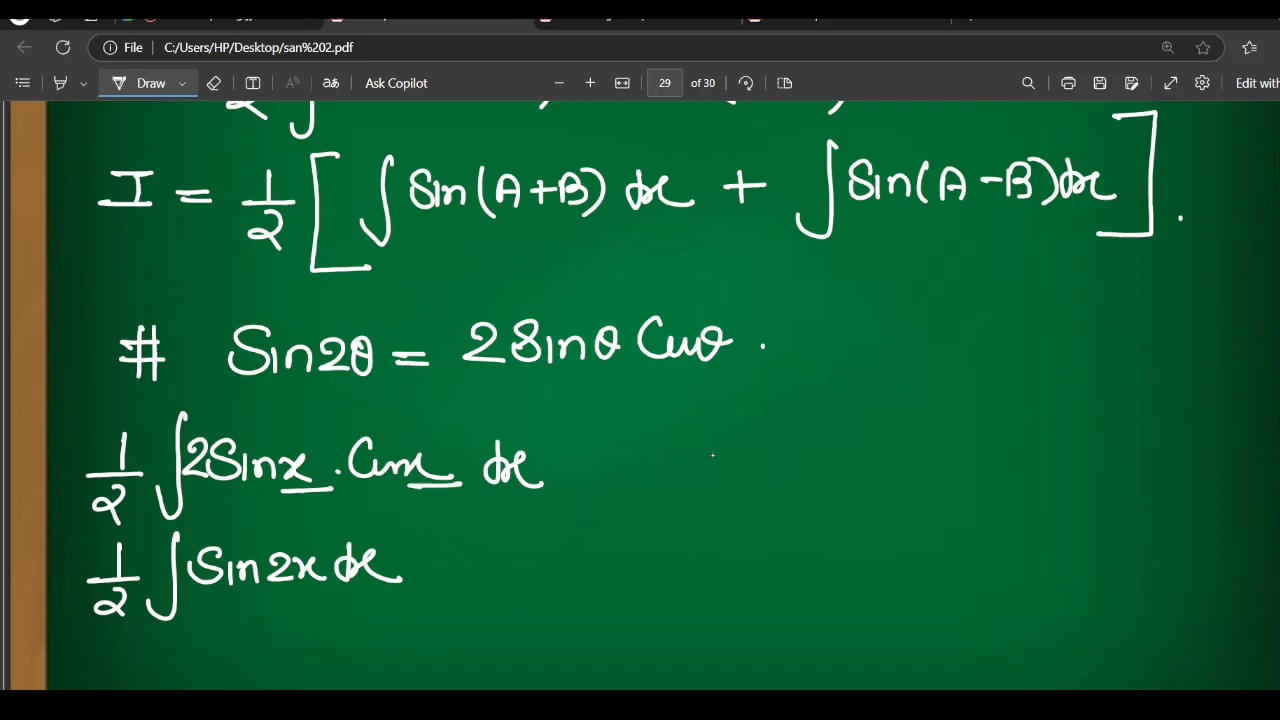 File | C:/Users/HP/Desktop/san%202.pdf
Draw Ask Copilot 29 of 30 Edit with
I = 1/2 [ ∫ Sin(A+B) dx + ∫ Sin(A-B)dx ] .
# Sin2θ = 2Sinθ Cosθ .
1/2 ∫ 2Sinx . Cosx dx
1/2 ∫ Sin2x dx